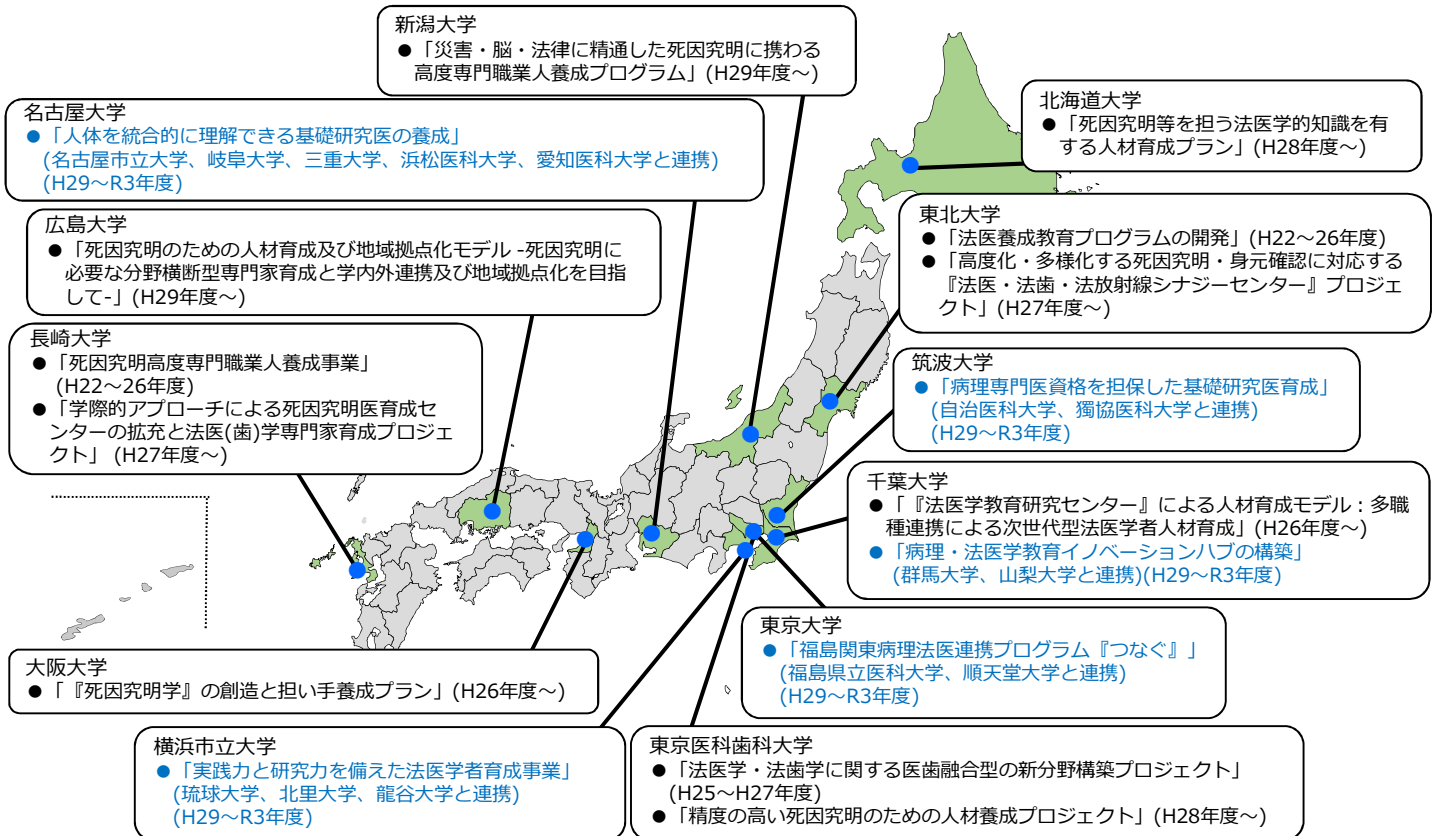 新潟大学
●「災害・脳・法律に精通した死因究明に携わる
高度専門職業人養成プログラム」(H29年度～)
名古屋大学
●「人体を統合的に理解できる基礎研究医の養成」
(名古屋市立大学、岐阜大学、三重大学、浜松医科大学、愛知医科大学と連携)
(H29～R3年度)
北海道大学
●「死因究明等を担う法医学的知識を有
する人材育成プラン」(H28年度～)
広島大学
●「死因究明のための人材育成及び地域拠点化モデル -死因究明に
必要な分野横断型専門家育成と学内外連携及び地域拠点化を目指
して-」(H29年度～)
東北大学
●「法医養成教育プログラムの開発」(H22～26年度)
●「高度化・多様化する死因究明・身元確認に対応する
『法医・法歯・法放射線シナジーセンター』プロジェ
クト」(H27年度～)
長崎大学
●「死因究明高度専門職業人養成事業」
(H22～26年度)
●「学際的アプローチによる死因究明医育成セ
ンターの拡充と法医(歯)学専門家育成プロジェ
クト」 (H27年度～)
筑波大学
●「病理専門医資格を担保した基礎研究医育成」
(自治医科大学、獨協医科大学と連携)
(H29～R3年度)
千葉大学
●「『法医学教育研究センター』による人材育成モデル：多職
種連携による次世代型法医学者人材育成」(H26年度～)
●「病理・法医学教育イノベーションハブの構築」
(群馬大学、山梨大学と連携)(H29～R3年度)
東京大学
●「福島関東病理法医連携プログラム『つなぐ』」
(福島県立医科大学、順天堂大学と連携)
(H29～R3年度)
大阪大学
●「『死因究明学』の創造と担い手養成プラン」(H26年度～)
横浜市立大学
●「実践力と研究力を備えた法医学者育成事業」
(琉球大学、北里大学、龍谷大学と連携)
(H29～R3年度)
東京医科歯科大学
●「法医学・法歯学に関する医歯融合型の新分野構築プロジェクト」
(H25～H27年度)
●「精度の高い死因究明のための人材養成プロジェクト」(H28年度～)